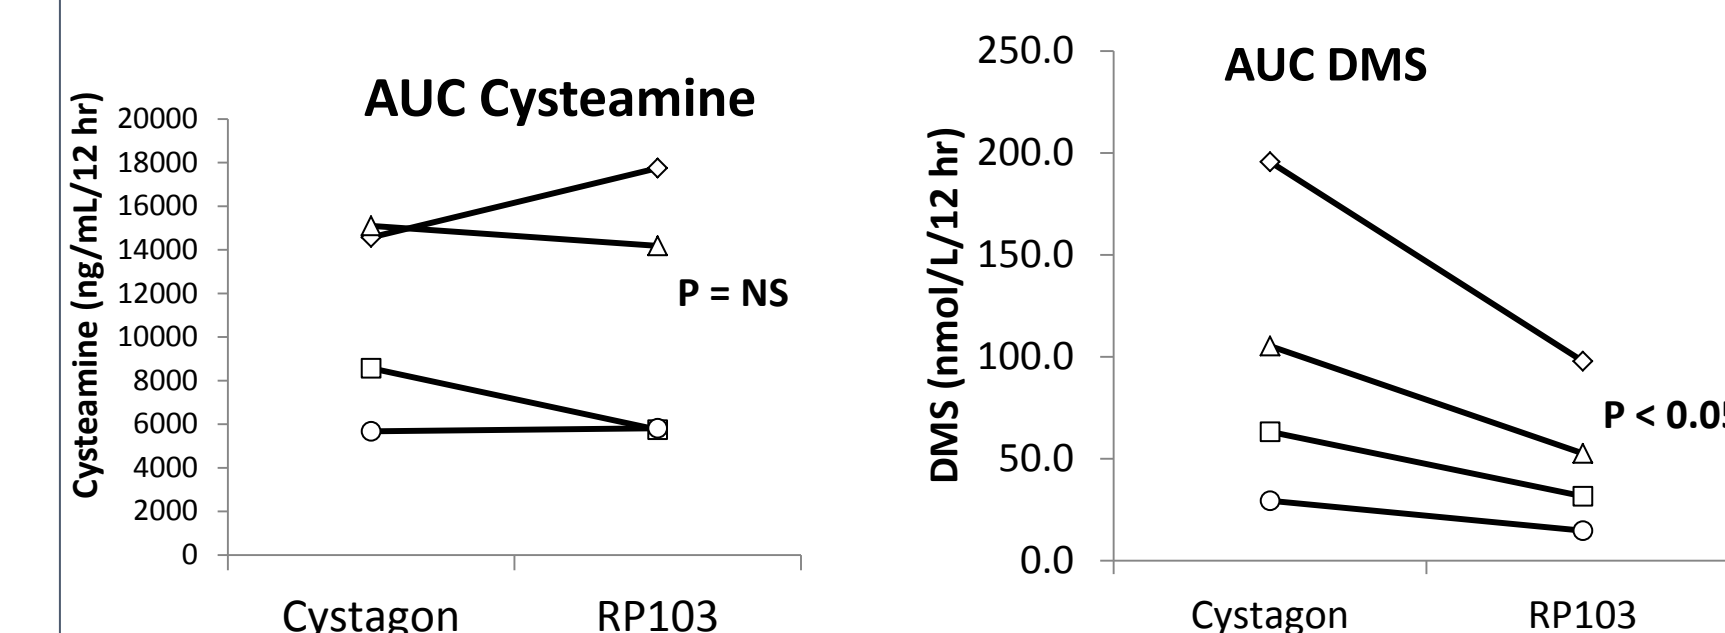 AUC Cysteamine
Cysteamine (ng/mL/12 hr)
20000
18000
16000
14000
12000
10000
8000
6000
4000
2000
0
P = NS
Cystagon RP103
AUC DMS
DMS (nmol/L/12 hr)
250.0
200.0
150.0
100.0
50.0
0.0
P < 0.05
Cystagon RP103